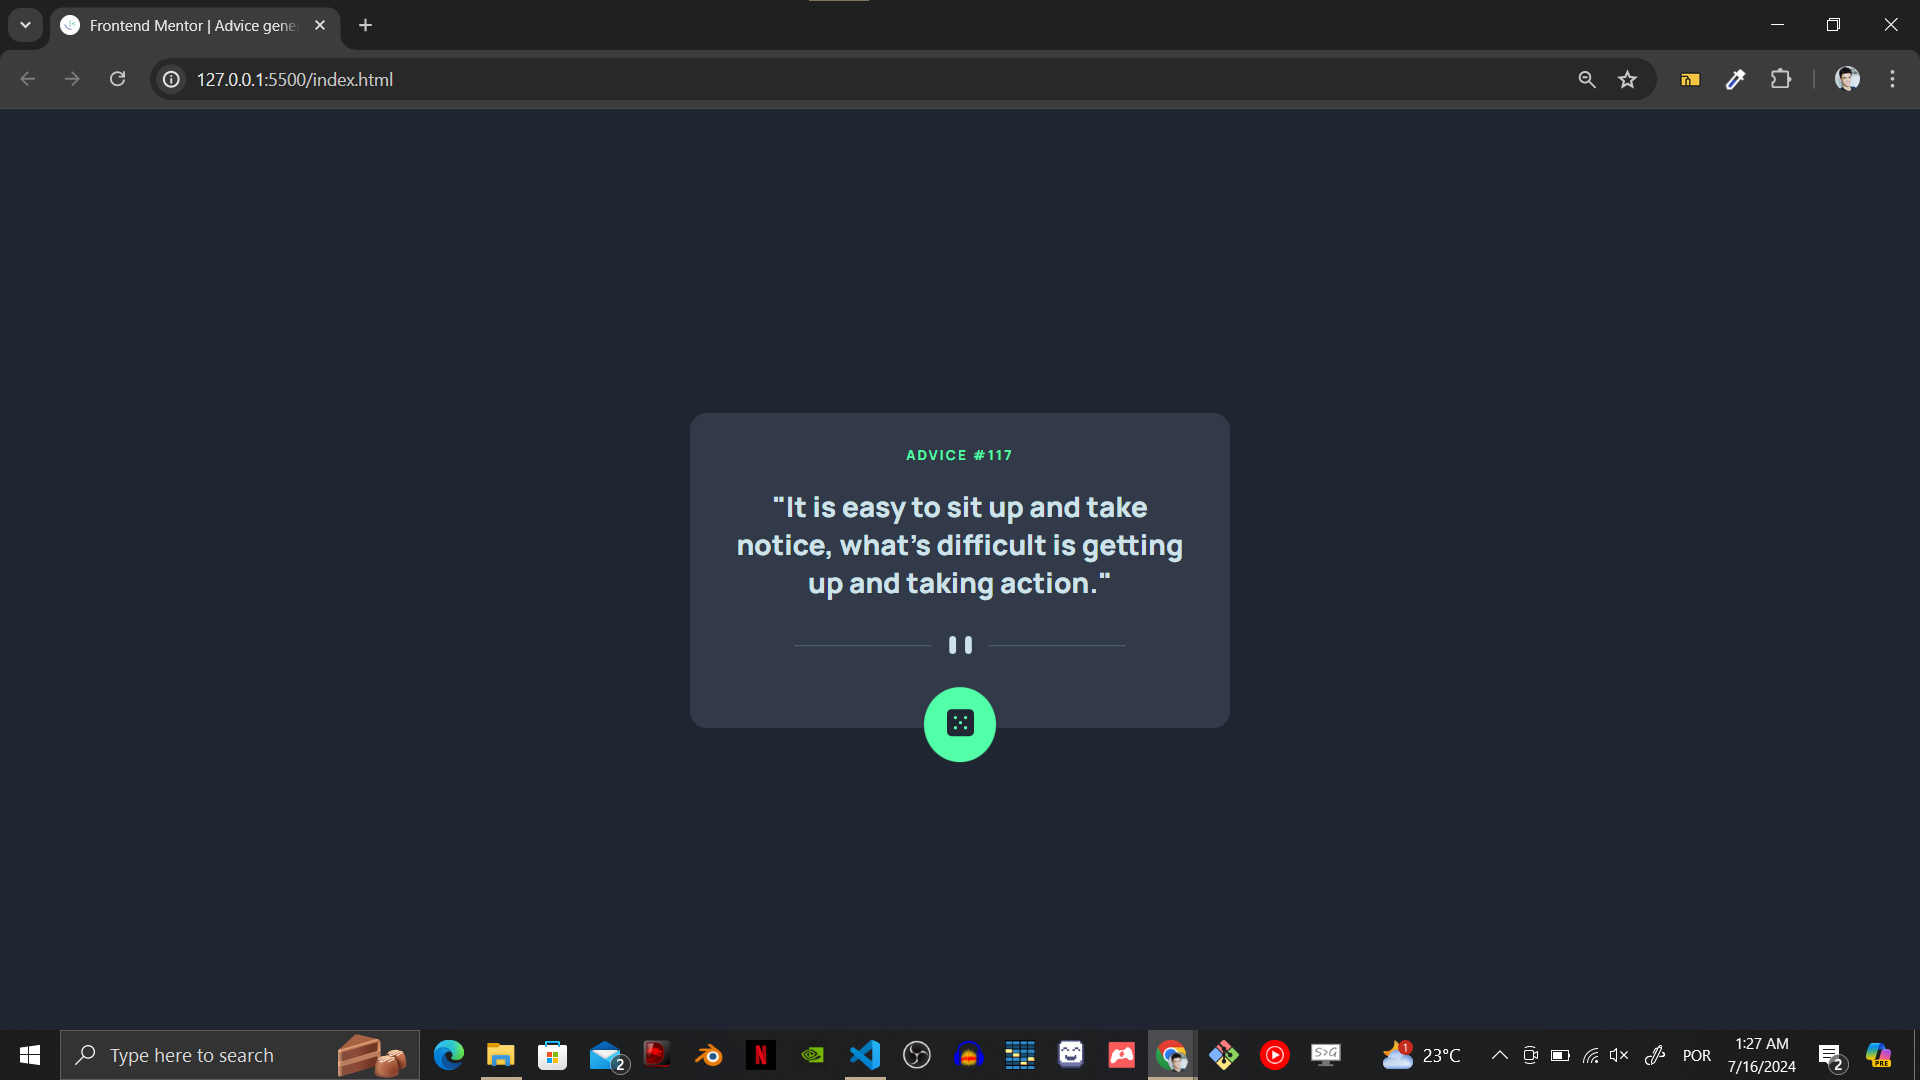 Frontend Mentor | Advice gene
127.0.0.1:5500/index.html
ADVICE #117
"It is easy to sit up and take
notice, what's difficult is getting
up and taking action."
Type here to search
2
N
S>G
1
23°C
POR
1:27 AM
7/16/2024
2
PRE